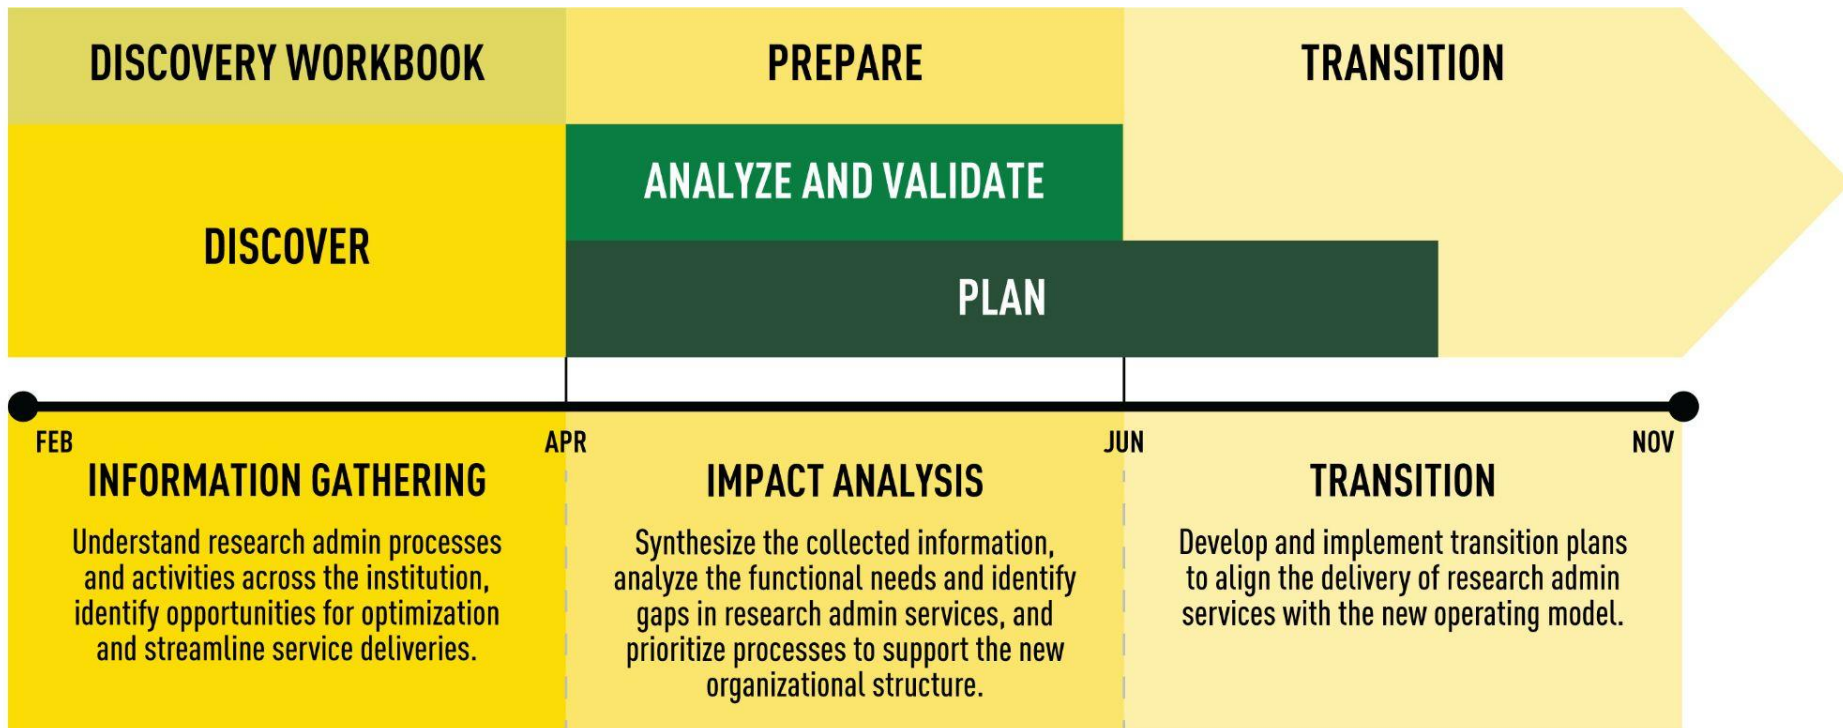 DISCOVERY WORKBOOK
PREPARE
TRANSITION
ANALYZE AND VALIDATE
DISCOVER
PLAN
FEB
APR
JUN
NOV
INFORMATION GATHERING
Understand research admin processes
and activities across the institution,
identify opportunities for optimization
and streamline service deliveries.
IMPACT ANALYSIS
Synthesize the collected information,
analyze the functional needs and identify
gaps in research admin services, and
prioritize processes to support the new
organizational structure.
TRANSITION
Develop and implement transition plans
to align the delivery of research admin
services with the new operating model.